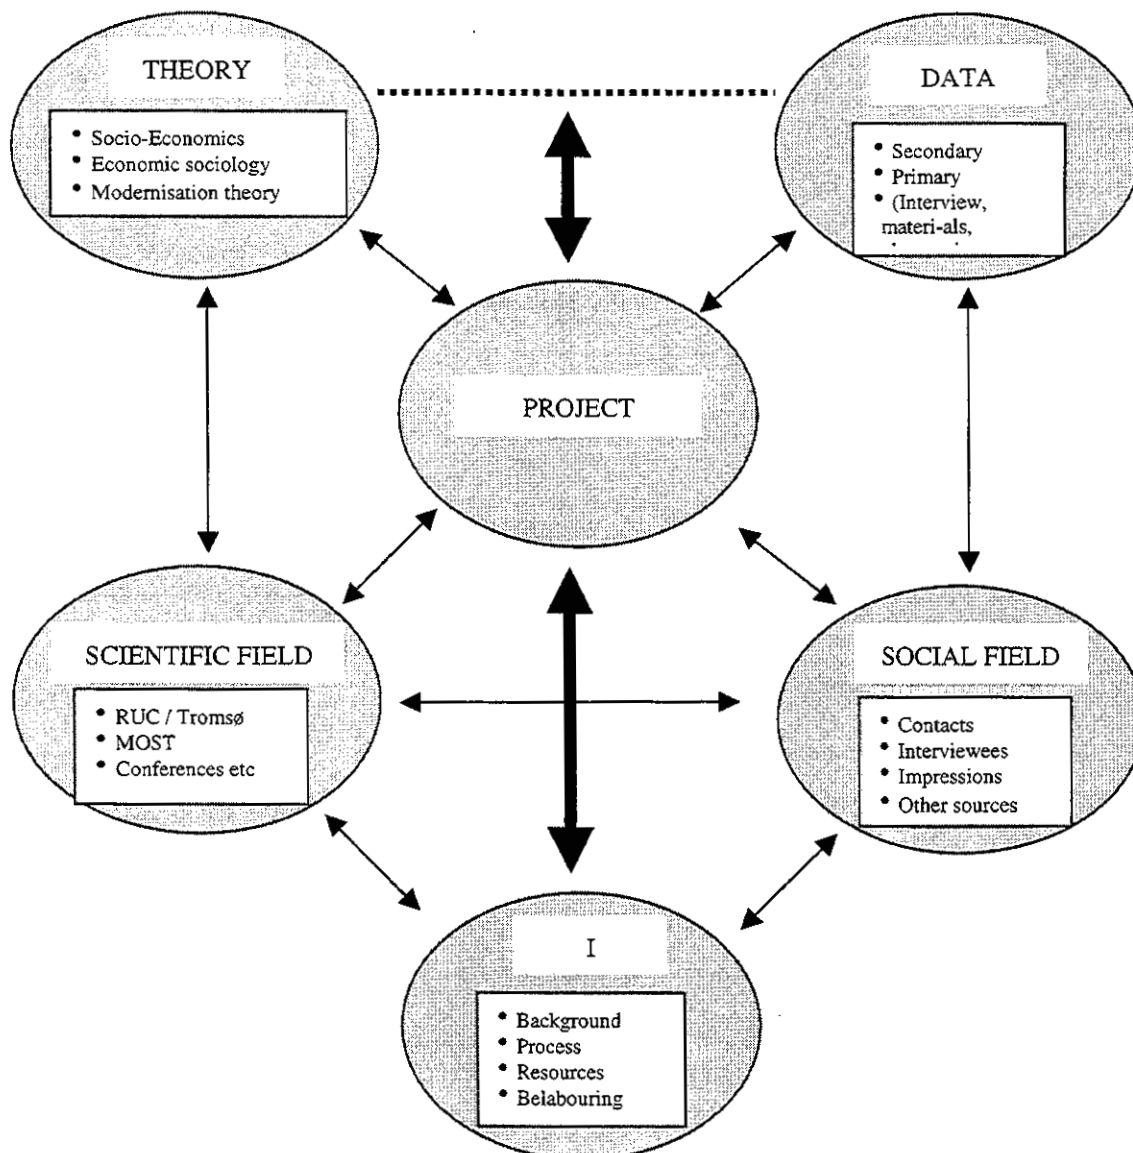 THEORY
• Socio-Economics
• Economic sociology
• Modernisation theory
DATA
• Secondary
• Primary
• (Interview,
materi-als,
PROJECT
SCIENTIFIC FIELD
• RUC / Tromsø
• MOST
• Conferences etc
SOCIAL FIELD
• Contacts
• Interviewees
• Impressions
• Other sources
I
• Background
• Process
• Resources
• Belabouring